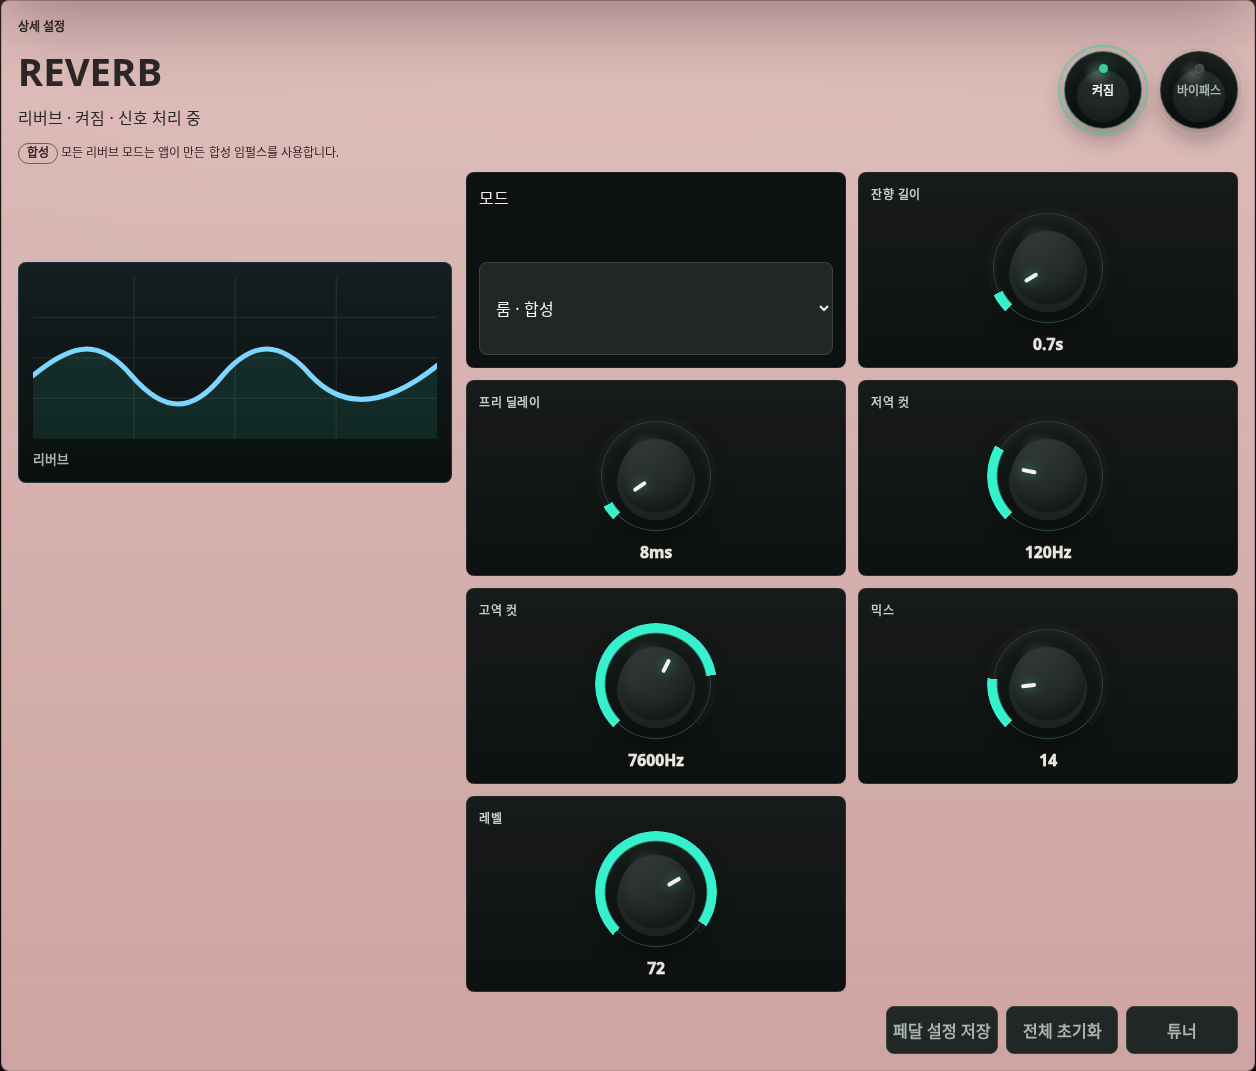 상세 설정
REVERB
리버브 · 켜짐 · 신호 처리 중
합성 모든 리버브 모드는 앱이 만든 합성 임펄스를 사용합니다.
켜짐
바이패스
리버브
모드
룸 · 합성
잔향 길이
0.7s
프리 딜레이
8ms
저역 컷
120Hz
고역 컷
7600Hz
믹스
14
레벨
72
페달 설정 저장
전체 초기화
튜너